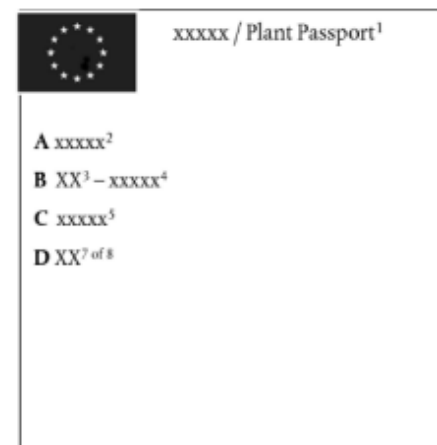 xxxxx / Plant Passport¹
A xxxxx²
B XX³ – xxxxx⁴
C xxxxx⁵
D XX⁷ ᵒᶠ ⁸